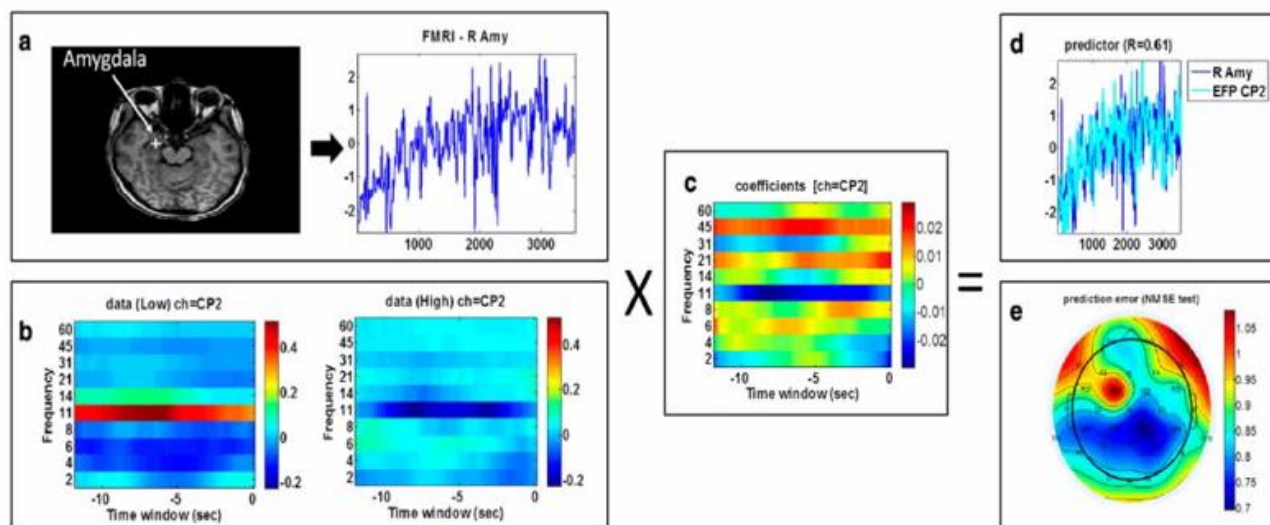 a
Amygdala
FMRI - R Amy
2
1
0
-1
-2
1000 2000 3000
b
data (Low) ch=CP2
Frequency
60
45
31
21
14
11
8
6
4
2
-10 -5 0
Time window (sec)
0.4
0.2
0
-0.2
data (High) ch=CP2
Frequency
60
45
31
21
14
11
8
6
4
2
-10 -5 0
Time window (sec)
0.4
0.2
0
-0.2
X
c
coefficients [ch=CP2]
Frequency
60
45
31
21
14
11
8
6
4
2
-10 -5 0
Time window (sec)
0.02
0.01
0
-0.01
-0.02
=
d
predictor (R=0.61)
R Amy
EFP CP2
2
1
0
-1
-2
1000 2000 3000
e
prediction error (NMSE test)
1.05
1
0.95
0.9
0.85
0.8
0.75
0.7